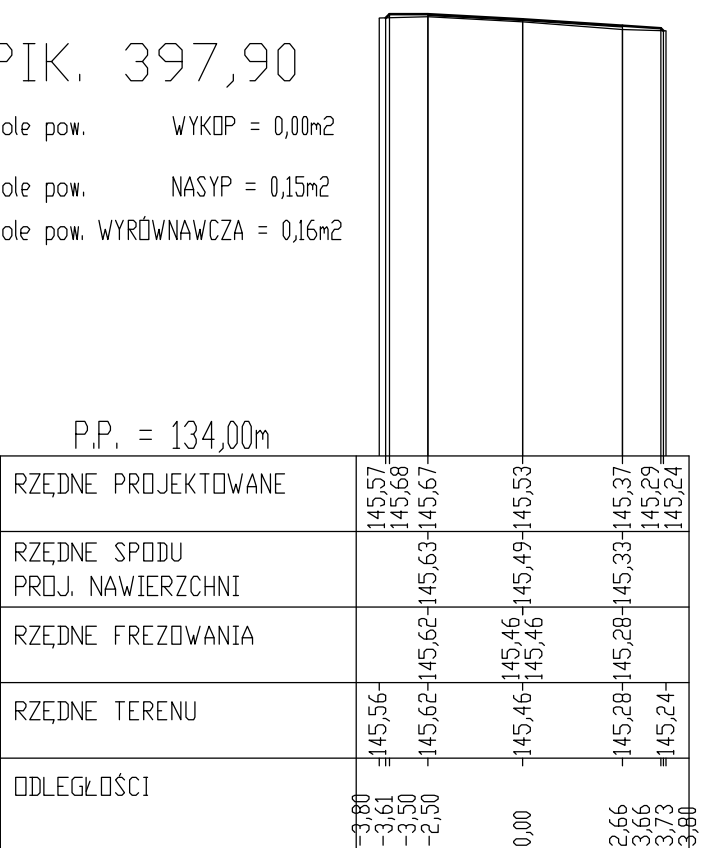 PIK. 397,90
ole pow. WYKOP = 0,00m2
ole pow. NASYP = 0,15m2
ole pow. WYRÓWNAWCZA = 0,16m2
P.P. = 134,00m
RZĘDNE PROJEKTOWANE
145,57 145,68 145,67 145,53 145,37 145,29 145,24
RZĘDNE SPODU
PROJ. NAWIERZCHNI
145,63 145,49 145,33
RZĘDNE FREZOWANIA
145,62 145,46 145,46 145,28
RZĘDNE TERENU
145,56 145,62 145,46 145,28 145,24
ODLEGŁOŚCI
-3,80 -3,61 -3,50 -2,50 0,00 2,66 3,66 3,73 3,80